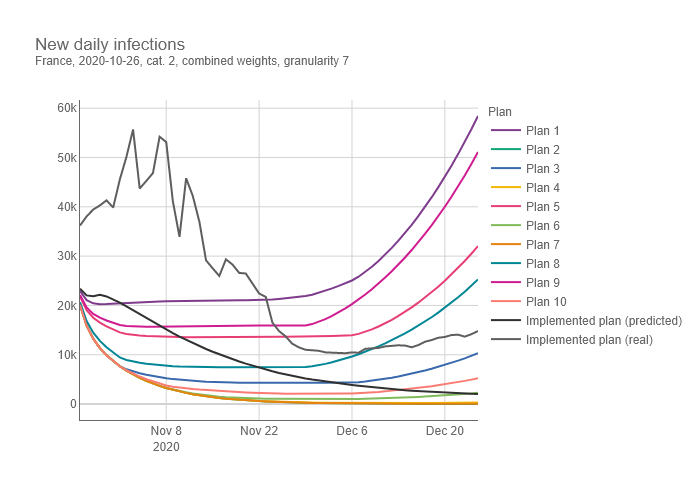 New daily infections
France, 2020-10-26, cat. 2, combined weights, granularity 7
60k
50k
40k
30k
20k
10k
0
Nov 8
2020
Nov 22
Dec 6
Dec 20
Plan
Plan 1
Plan 2
Plan 3
Plan 4
Plan 5
Plan 6
Plan 7
Plan 8
Plan 9
Plan 10
Implemented plan (predicted)
Implemented plan (real)